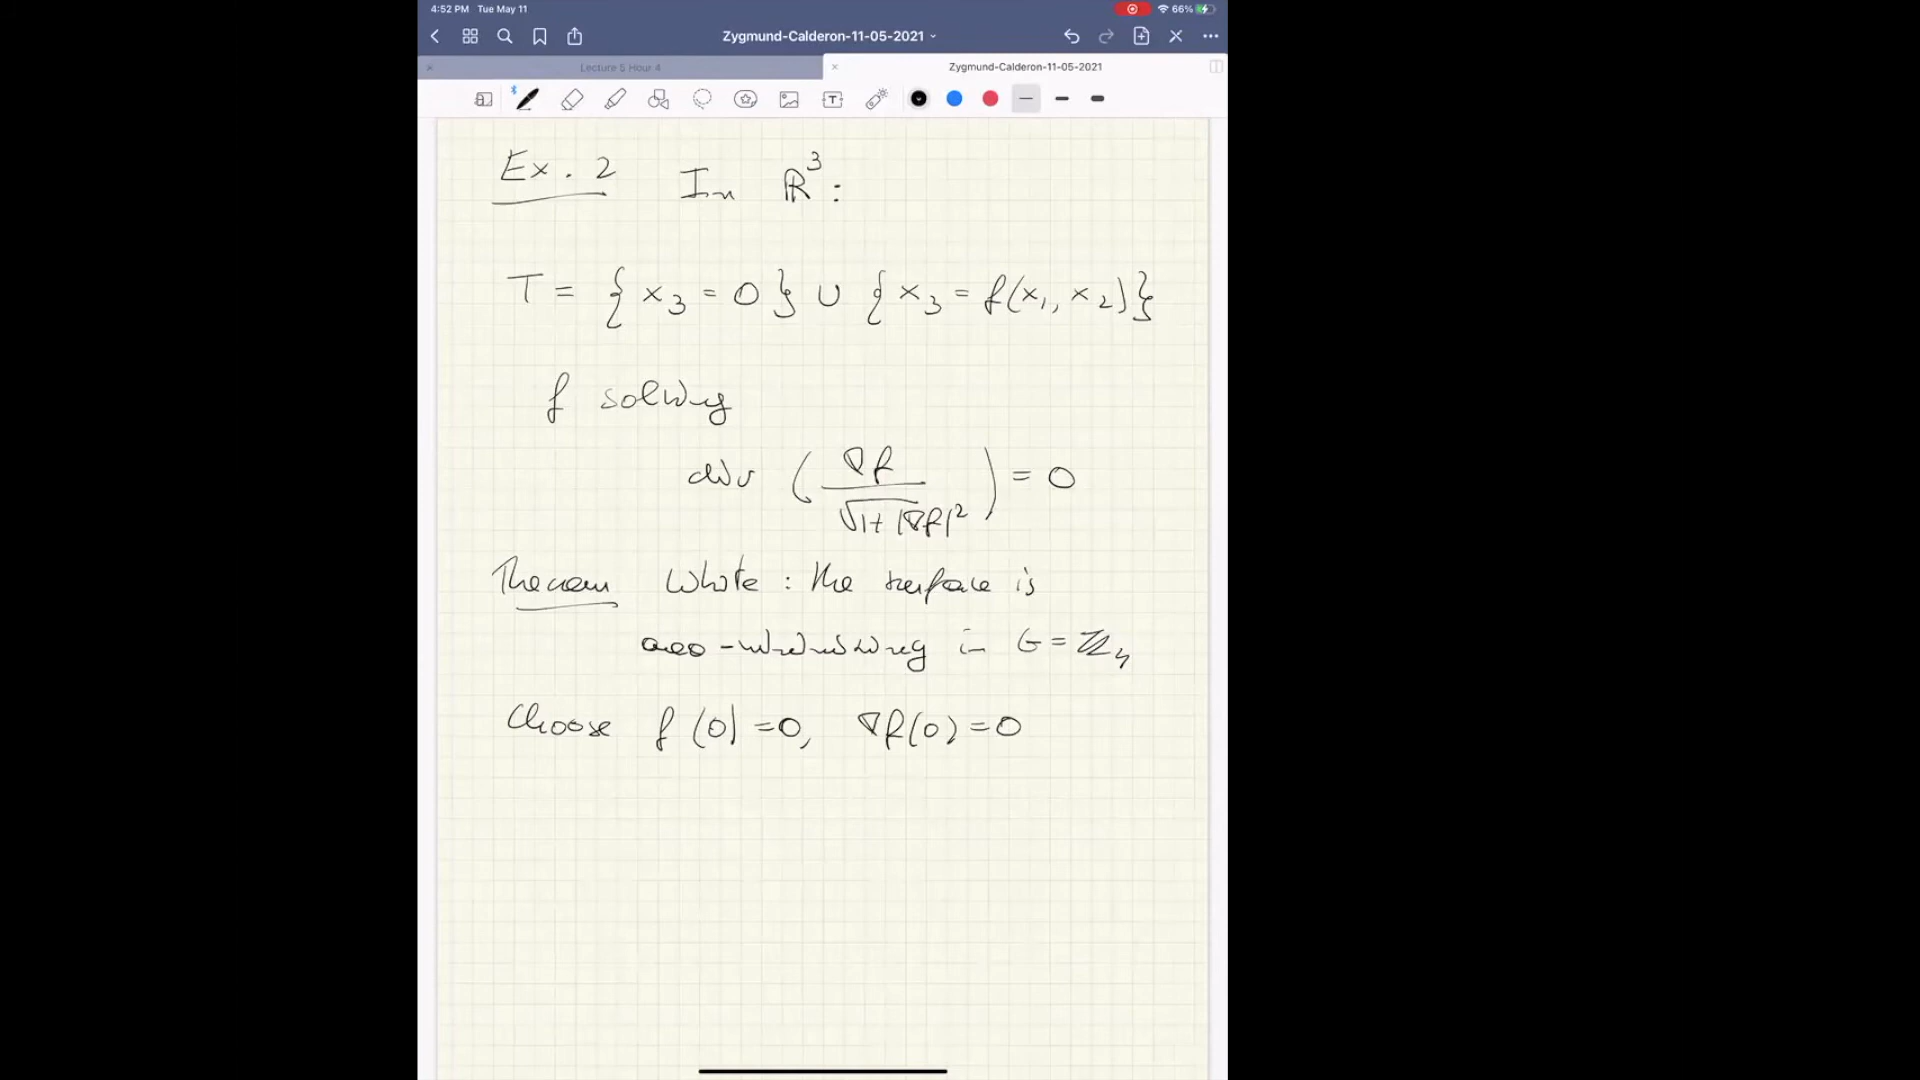 4:52 PM Tue May 11
66%
Zygmund-Calderon-11-05-2021
Lecture 5 Hour 4
Zygmund-Calderon-11-05-2021
Ex. 2 In ℝ³:
T = { x₃ = 0 } ∪ { x₃ = f(x₁, x₂) }
f solving
div ( ∇f / √1+|∇f|² ) = 0
Theorem White : the surface is
area-minimizing in G = ℤ₄
Choose f(0) = 0, ∇f(0) = 0